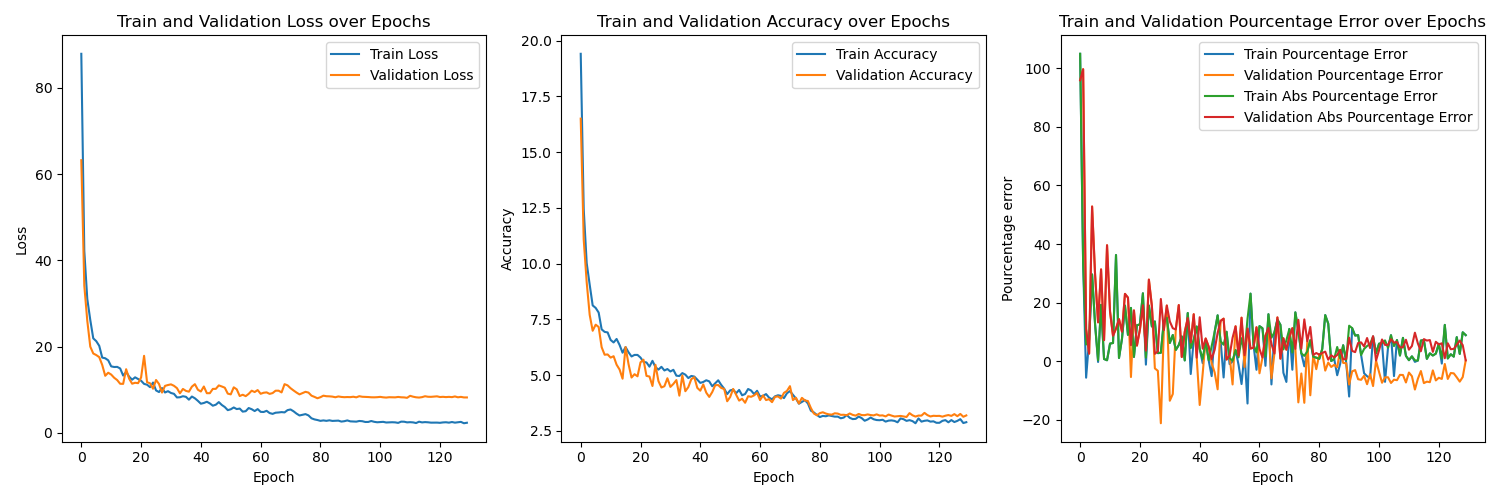 Train and Validation Loss over Epochs
Train Loss
Validation Loss
Loss
80
60
40
20
0
0 20 40 60 80 100 120
Epoch
Train and Validation Accuracy over Epochs
Train Accuracy
Validation Accuracy
Accuracy
20.0
17.5
15.0
12.5
10.0
7.5
5.0
2.5
0 20 40 60 80 100 120
Epoch
Train and Validation Pourcentage Error over Epochs
Train Pourcentage Error
Validation Pourcentage Error
Train Abs Pourcentage Error
Validation Abs Pourcentage Error
Pourcentage error
100
80
60
40
20
0
−20
0 20 40 60 80 100 120
Epoch